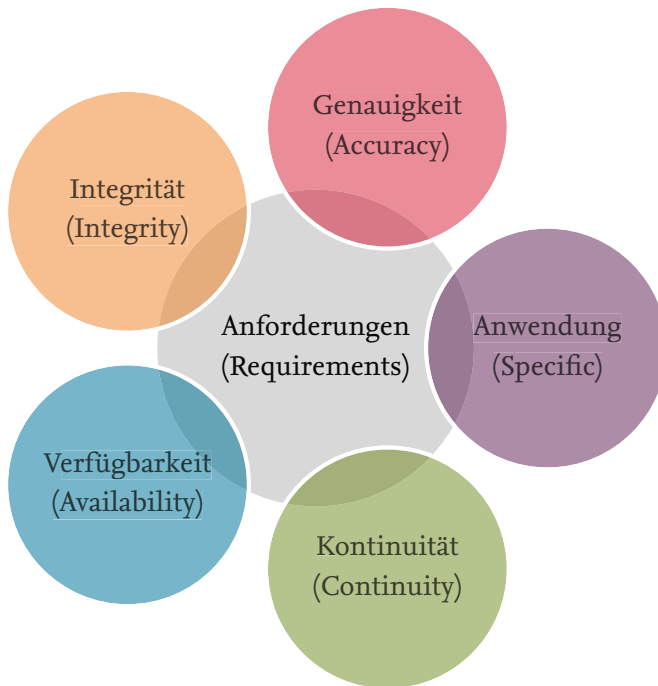 Genauigkeit
(Accuracy)
Integrität
(Integrity)
Anforderungen
(Requirements)
Anwendung
(Specific)
Verfügbarkeit
(Availability)
Kontinuität
(Continuity)